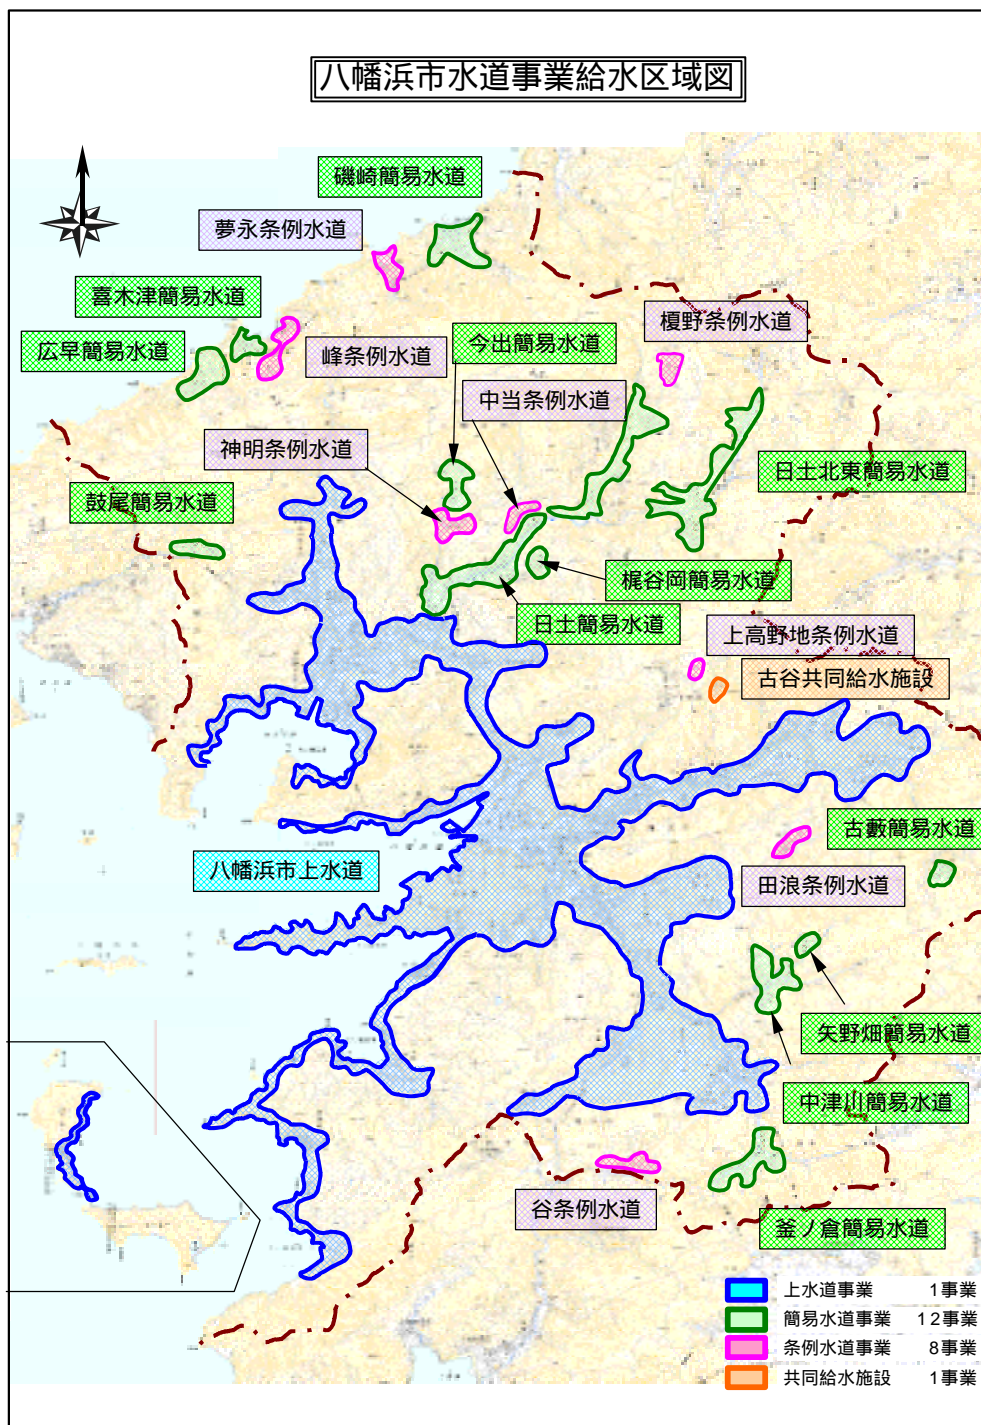 八幡浜市水道事業給水区域図
磯崎簡易水道
夢永条例水道
喜木津簡易水道
広早簡易水道
峰条例水道
今出簡易水道
榎野条例水道
中当条例水道
神明条例水道
日土北東簡易水道
鼓尾簡易水道
梶谷岡簡易水道
日土簡易水道
上高野地条例水道
古谷共同給水施設
古藪簡易水道
八幡浜市上水道
田浪条例水道
矢野畑簡易水道
中津川簡易水道
谷条例水道
釜ノ倉簡易水道
上水道事業 1事業
簡易水道事業 12事業
条例水道事業 8事業
共同給水施設 1事業